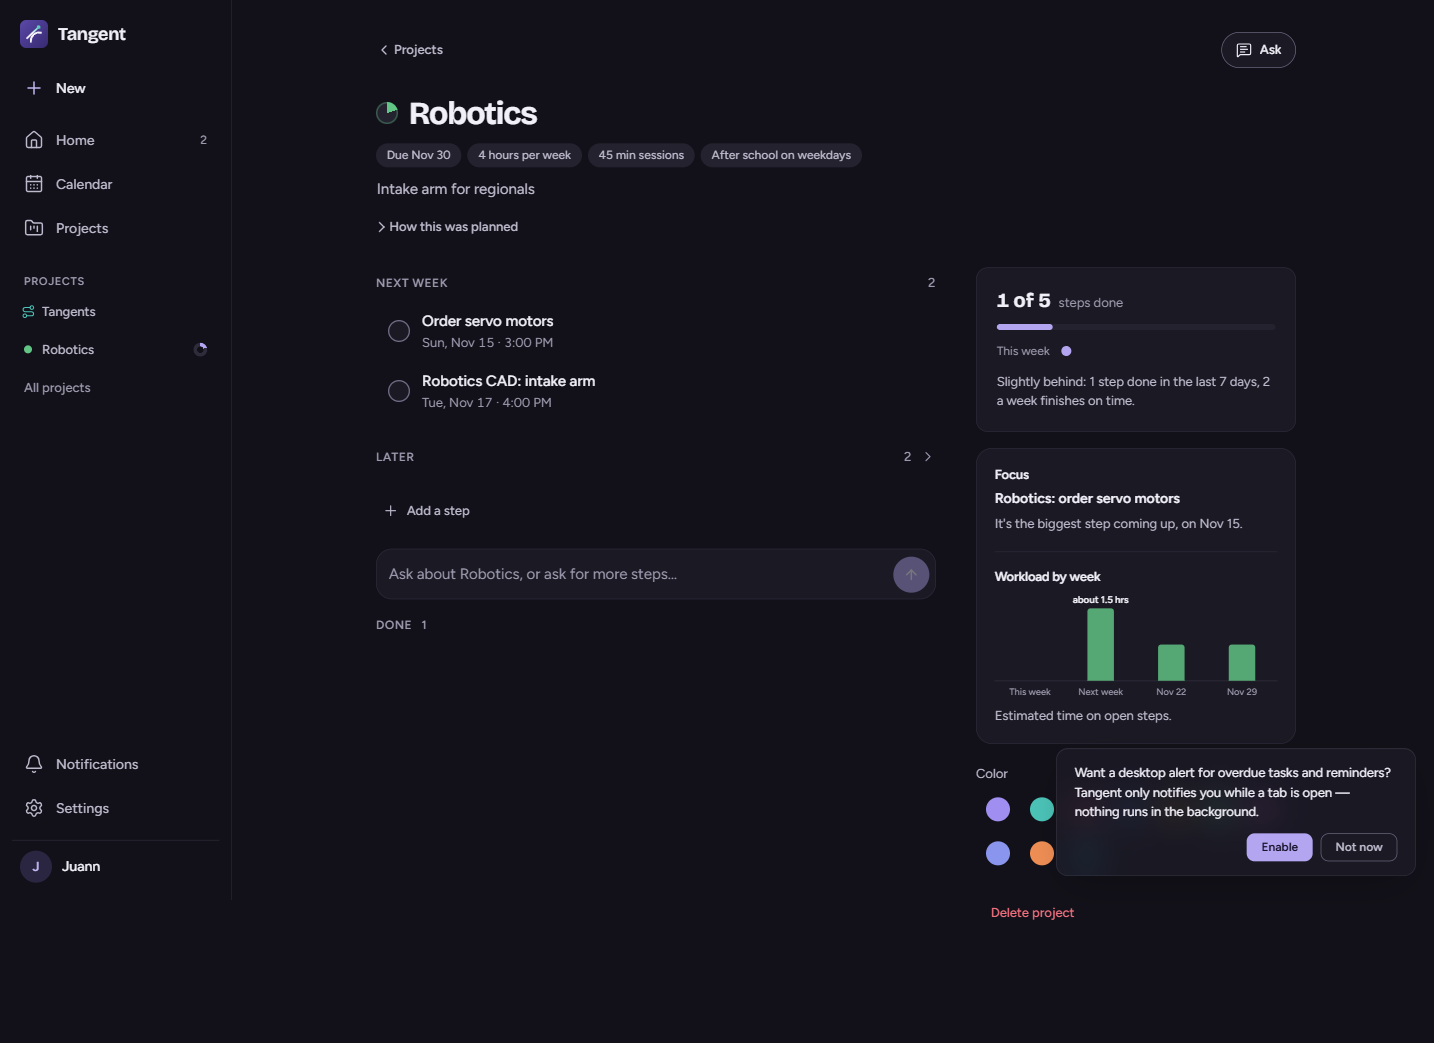 Tangent
New
Home 2
Calendar
Projects
PROJECTS
Tangents
Robotics
All projects
Notifications
Settings
J Juann
Projects
Ask
Robotics
Due Nov 30 4 hours per week 45 min sessions After school on weekdays
Intake arm for regionals
How this was planned
NEXT WEEK 2
Order servo motors
Sun, Nov 15 · 3:00 PM
Robotics CAD: intake arm
Tue, Nov 17 · 4:00 PM
LATER 2
Add a step
Ask about Robotics, or ask for more steps...
DONE 1
1 of 5 steps done
This week
Slightly behind: 1 step done in the last 7 days, 2
a week finishes on time.
Focus
Robotics: order servo motors
It's the biggest step coming up, on Nov 15.
Workload by week
about 1.5 hrs
This week Next week Nov 22 Nov 29
Estimated time on open steps.
Color
Want a desktop alert for overdue tasks and reminders?
Tangent only notifies you while a tab is open —
nothing runs in the background.
Enable Not now
Delete project